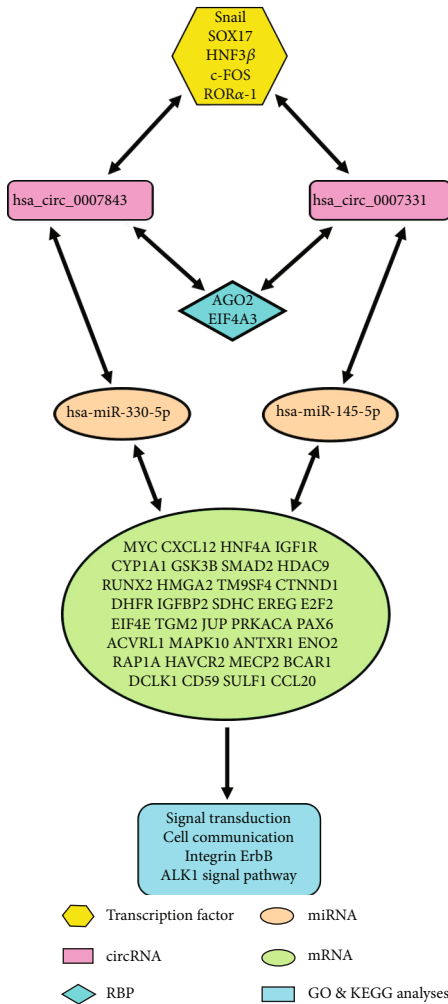 Snail
SOX17
HNF3β
c-FOS
RORα-1
hsa_circ_0007843
hsa_circ_0007331
AGO2
EIF4A3
hsa-miR-330-5p
hsa-miR-145-5p
MYC CXCL12 HNF4A IGF1R
CYP1A1 GSK3B SMAD2 HDAC9
RUNX2 HMGA2 TM9SF4 CTNND1
DHFR IGFBP2 SDHC EREG E2F2
EIF4E TGM2 JUP PRKACA PAX6
ACVRL1 MAPK10 ANTXR1 ENO2
RAP1A HAVCR2 MECP2 BCAR1
DCLK1 CD59 SULF1 CCL20
Signal transduction
Cell communication
Integrin ErbB
ALK1 signal pathway
Transcription factor
miRNA
circRNA
mRNA
RBP
GO & KEGG analyses